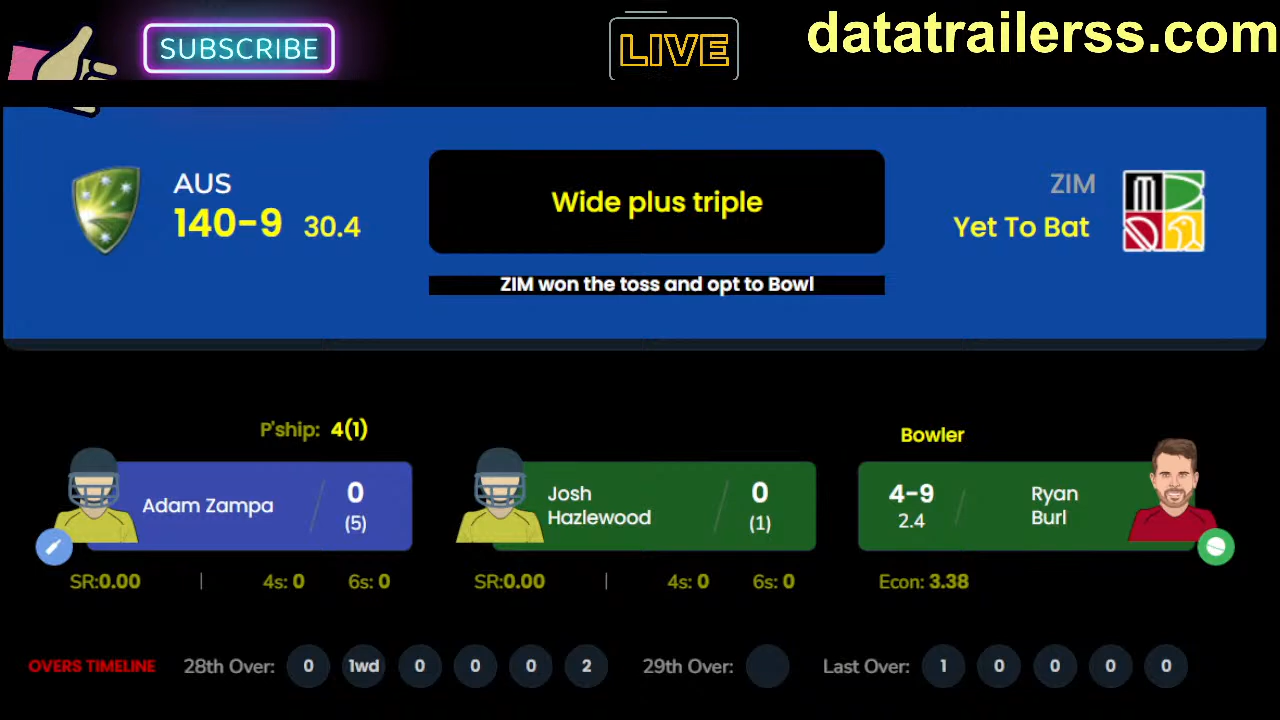 SUBSCRIBE
LIVE
datatrailerss.com
AUS
140-9 30.4
Wide plus triple
ZIM
Yet To Bat
ZIM won the toss and opt to Bowl
P'ship: 4(1)
Adam Zampa
0
(5)
SR:0.00 | 4s: 0 6s: 0
Josh
Hazlewood
0
(1)
SR:0.00 | 4s: 0 6s: 0
Bowler
4-9
2.4
Ryan
Burl
Econ: 3.38
OVERS TIMELINE 28th Over: 0 1wd 0 0 0 2 29th Over: Last Over: 1 0 0 0 0